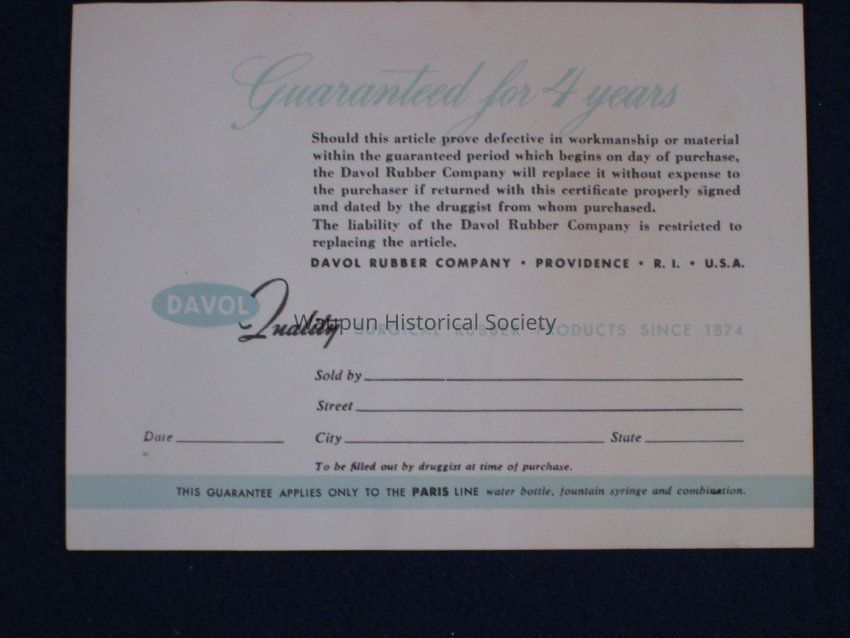 Guaranteed for 4 years
Should this article prove defective in workmanship or material
within the guaranteed period which begins on day of purchase,
the Davol Rubber Company will replace it without expense to
the purchaser if returned with this certificate properly signed
and dated by the druggist from whom purchased.
The liability of the Davol Rubber Company is restricted to
replacing the article.
DAVOL RUBBER COMPANY • PROVIDENCE • R. I. • U.S.A.
DAVOL Quality SURGICAL RUBBER PRODUCTS SINCE 1874
Waupun Historical Society
Sold by
Street
Date City State
To be filled out by druggist at time of purchase.
THIS GUARANTEE APPLIES ONLY TO THE PARIS LINE water bottle, fountain syringe and combination.